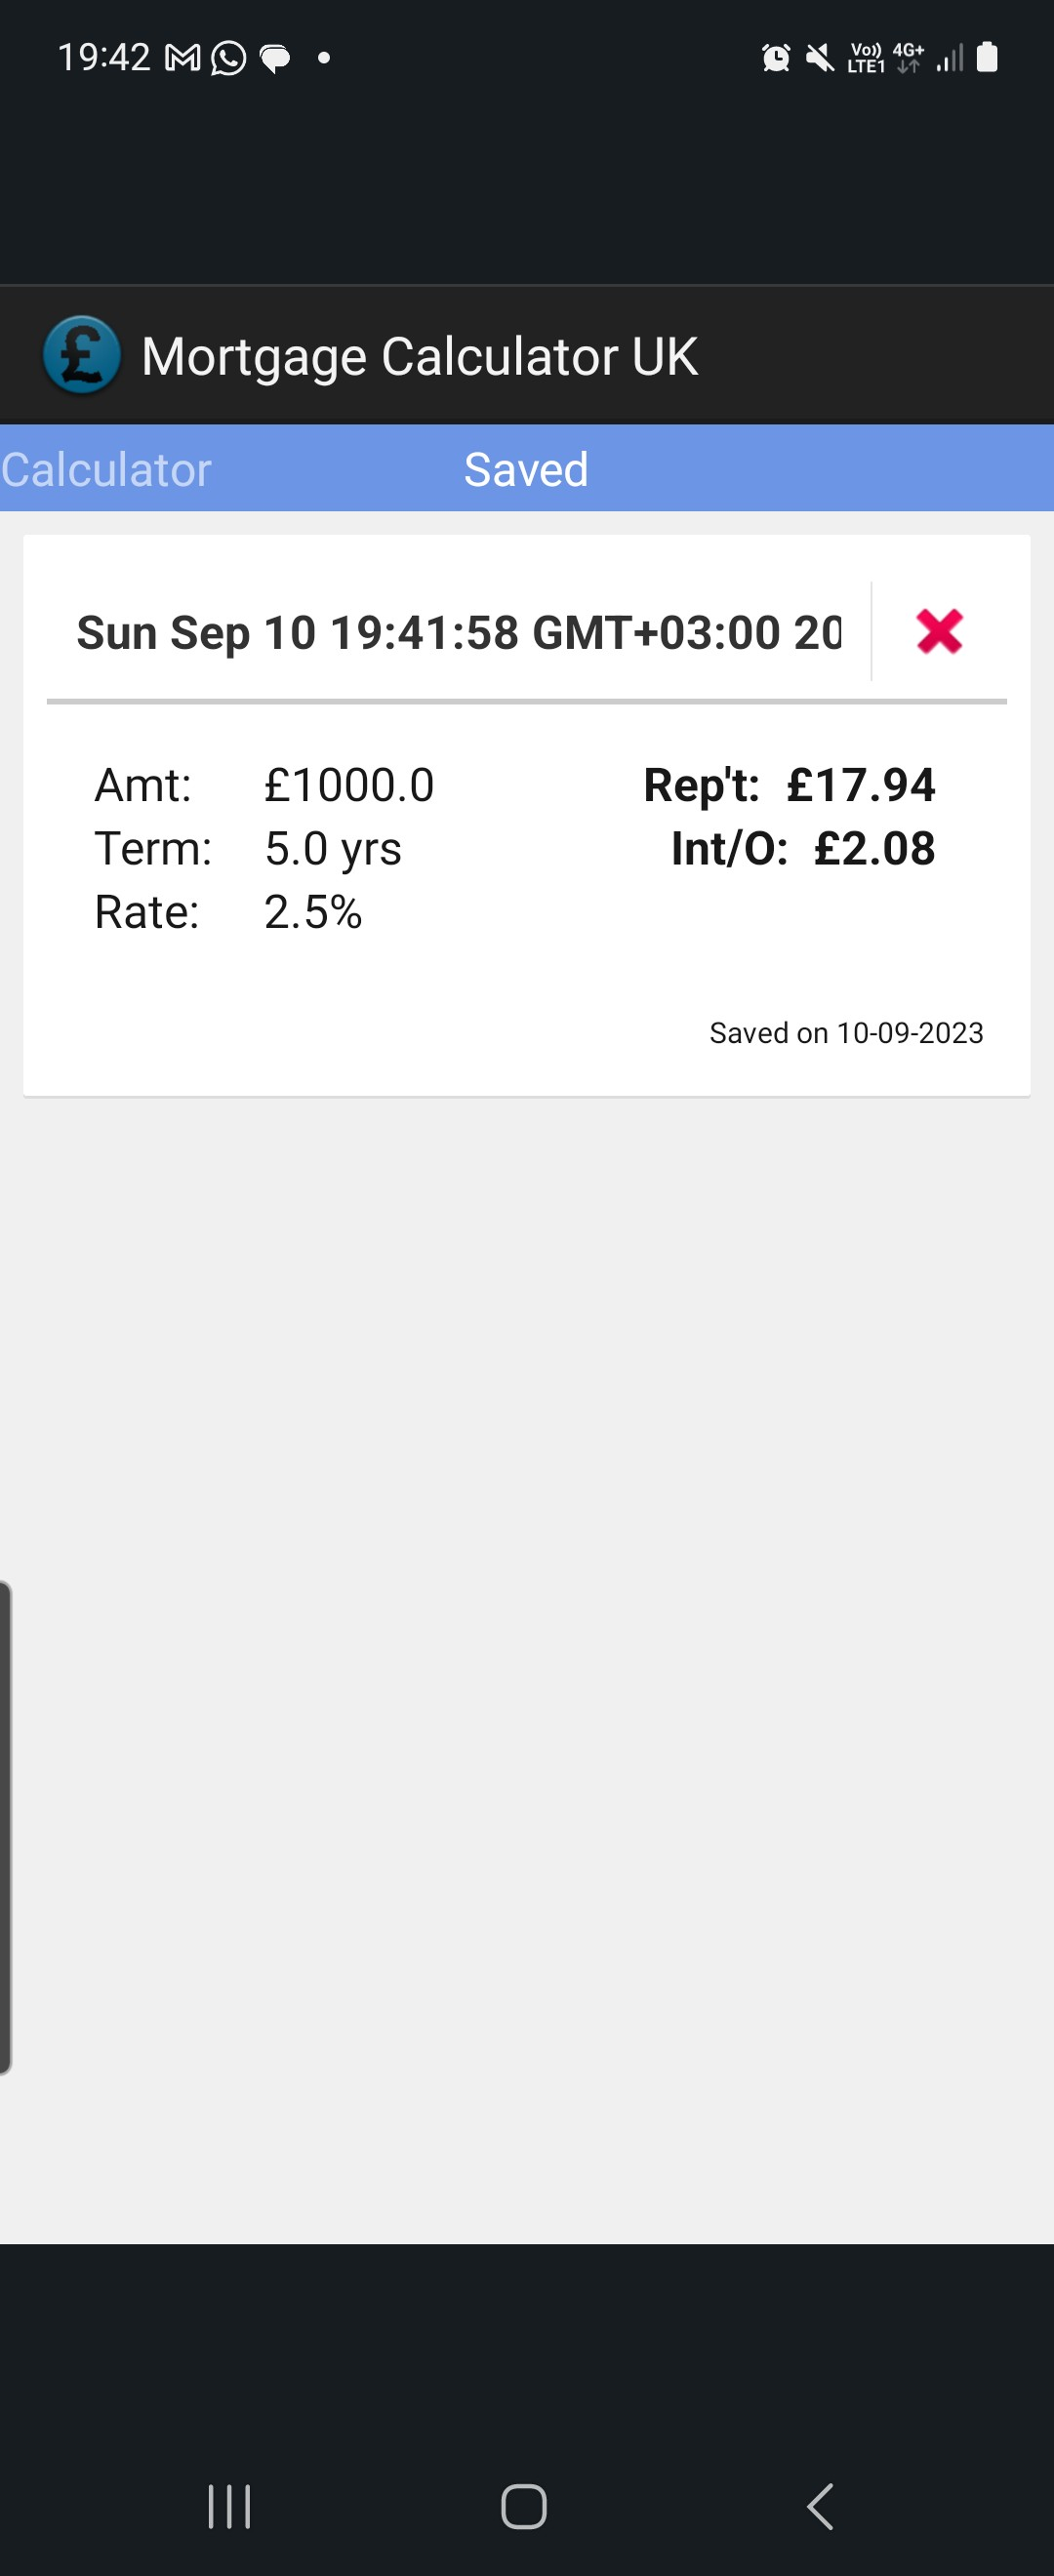 19:42
Vo)) LTE1 4G+
Mortgage Calculator UK
Calculator Saved
Sun Sep 10 19:41:58 GMT+03:00 20
Amt: £1000.0 Rep't: £17.94
Term: 5.0 yrs Int/O: £2.08
Rate: 2.5%
Saved on 10-09-2023